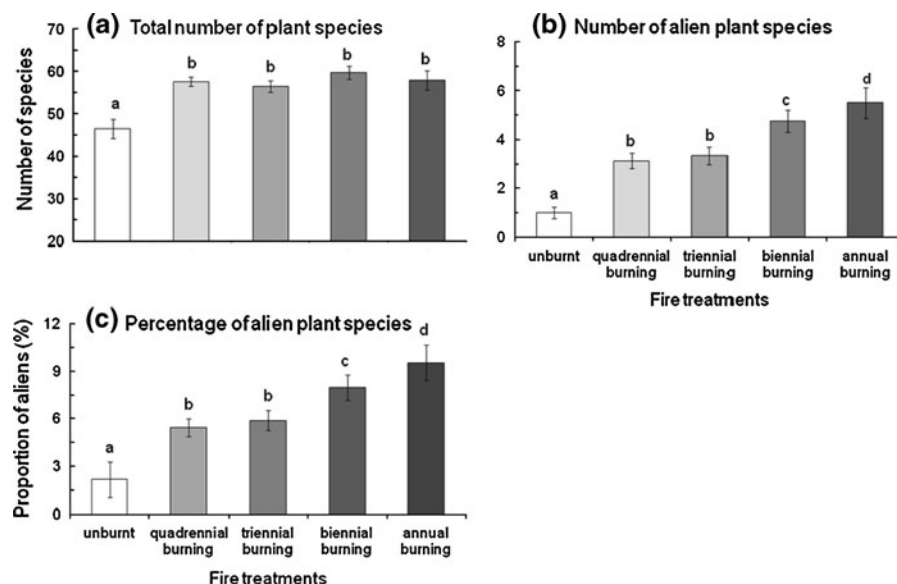 (a) Total number of plant species
Number of species
70
60
50
40
30
20
a
b
b
b
b
(b) Number of alien plant species
8
6
4
2
0
a
b
b
c
d
unburnt quadrennial triennial biennial annual
burning burning burning burning
Fire treatments
(c) Percentage of alien plant species
Proportion of aliens (%)
12
9
6
3
0
a
b
b
c
d
unburnt quadrennial triennial biennial annual
burning burning burning burning
Fire treatments